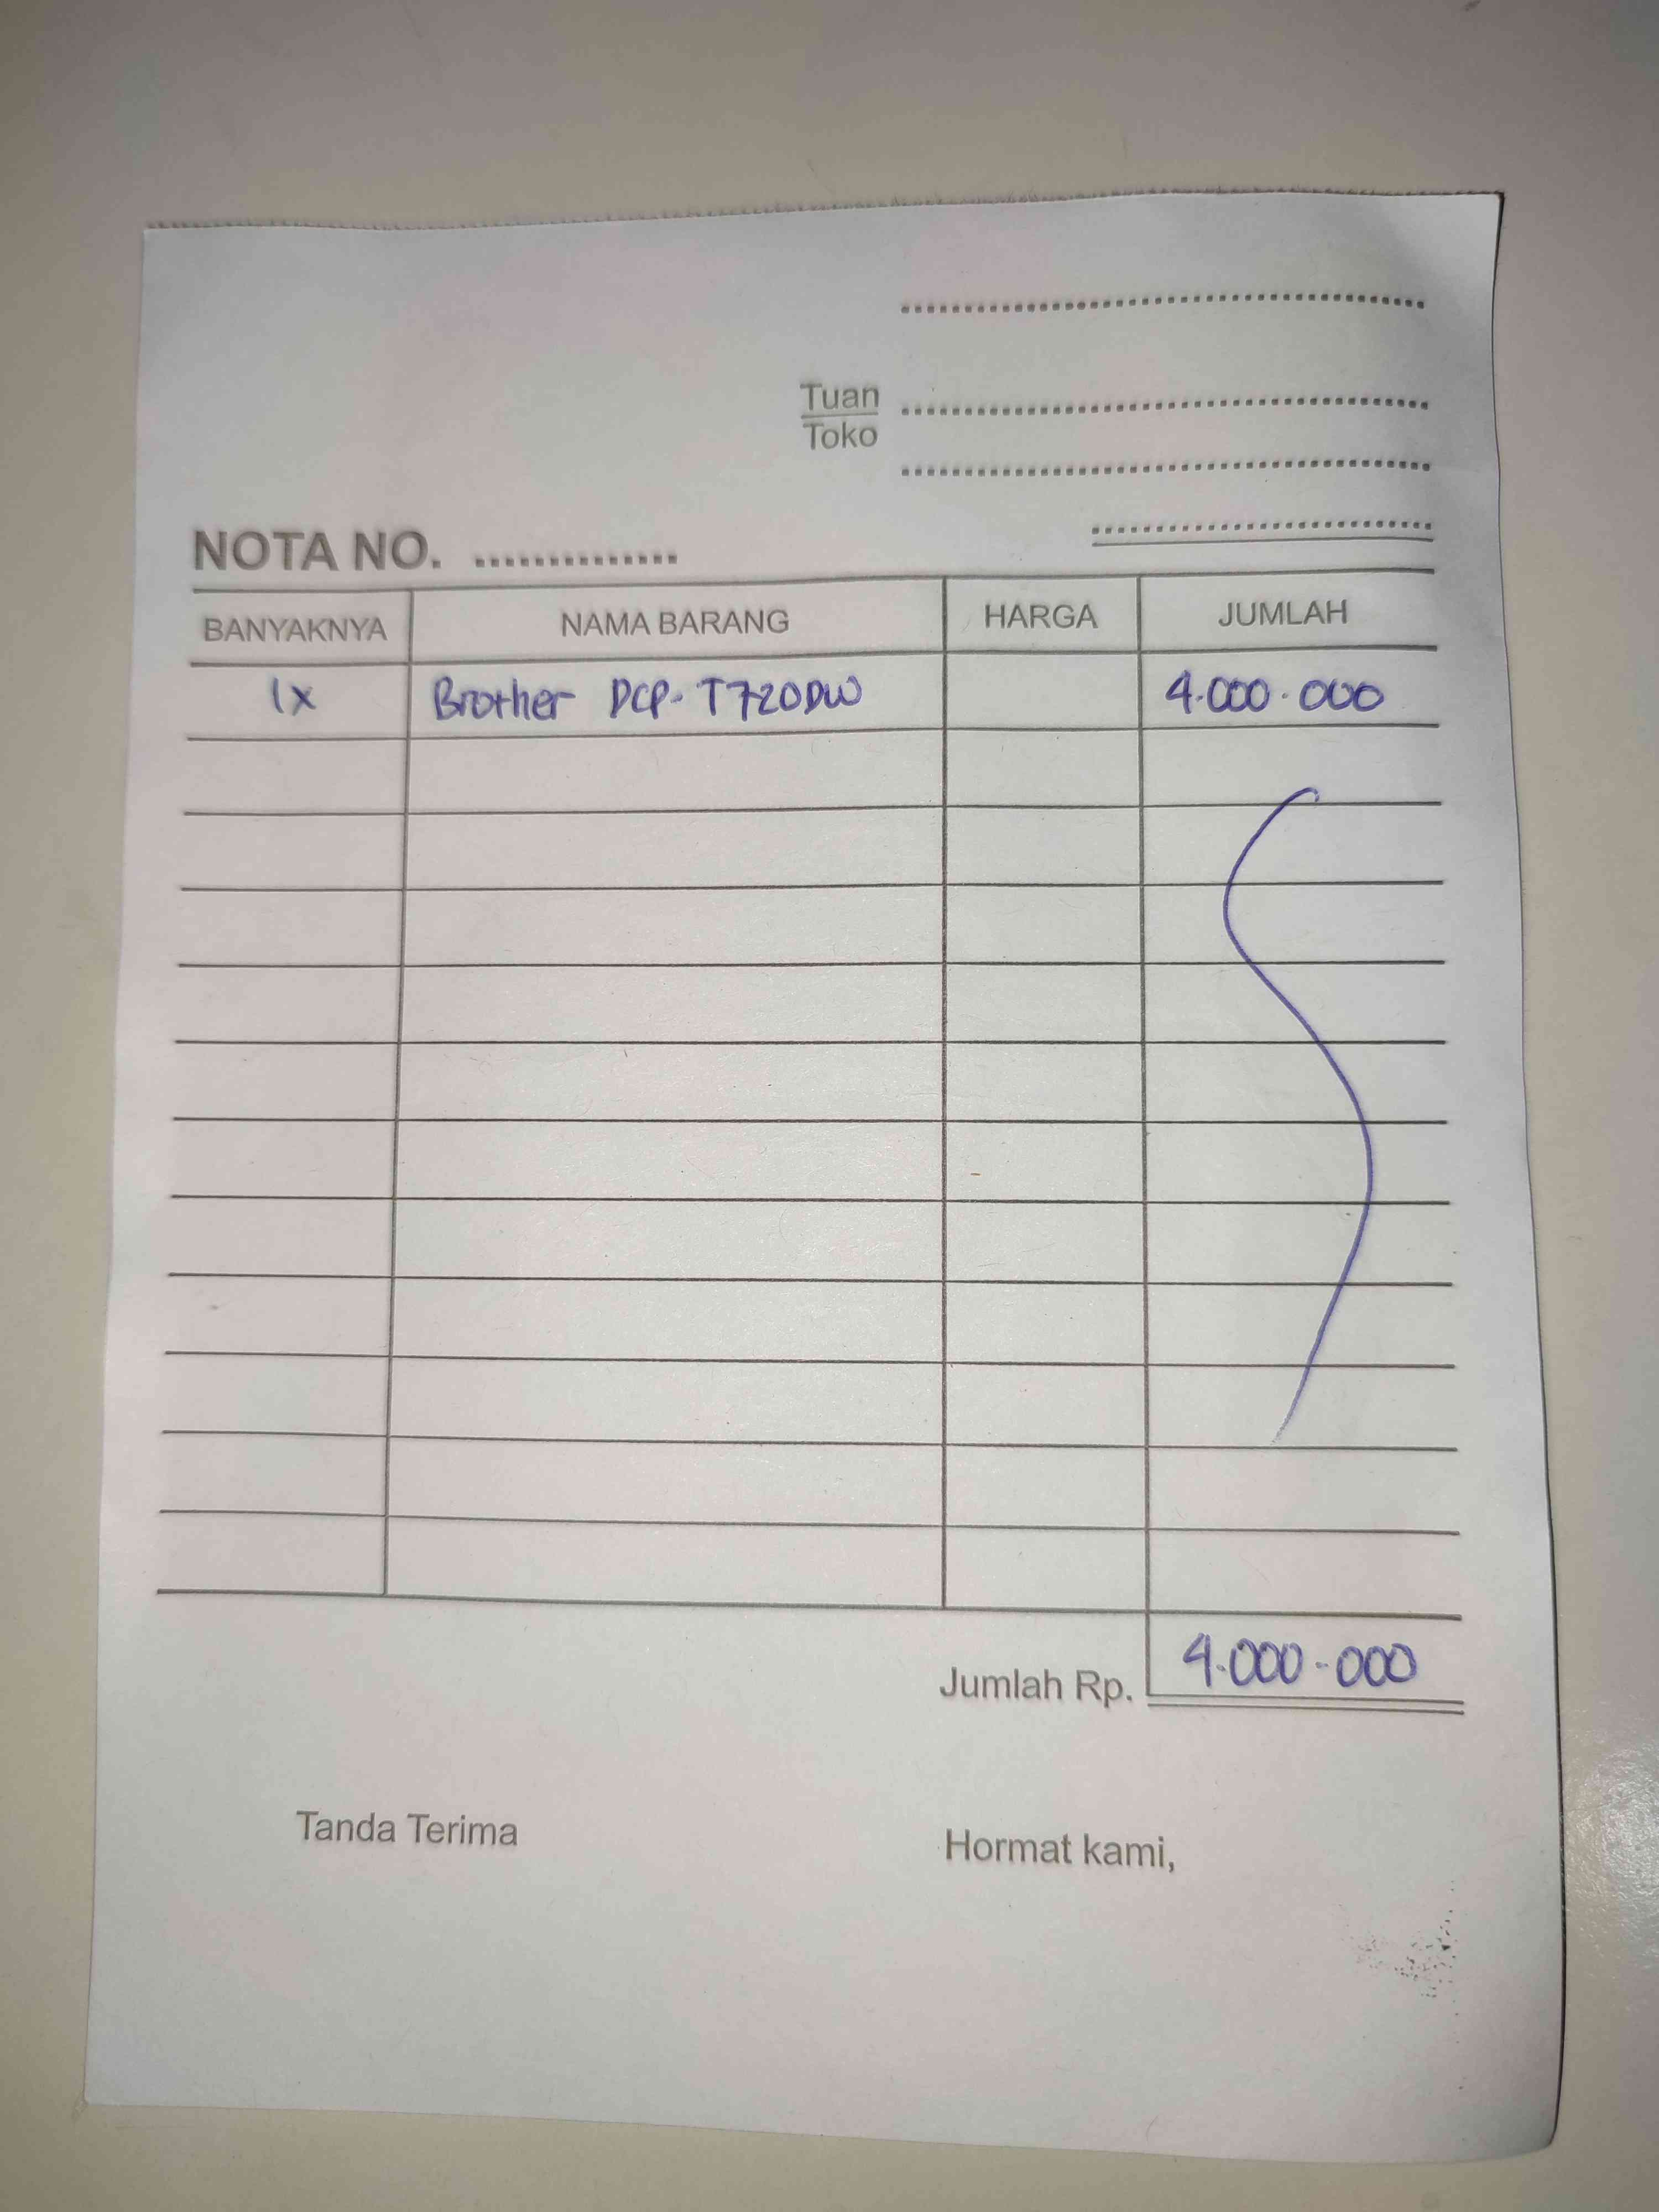 Tuan
Toko
NOTA NO. ..............
BANYAKNYA NAMA BARANG HARGA JUMLAH
1x Brother DCP-T720DW 4.000.000
Jumlah Rp. 4.000.000
Tanda Terima Hormat kami,